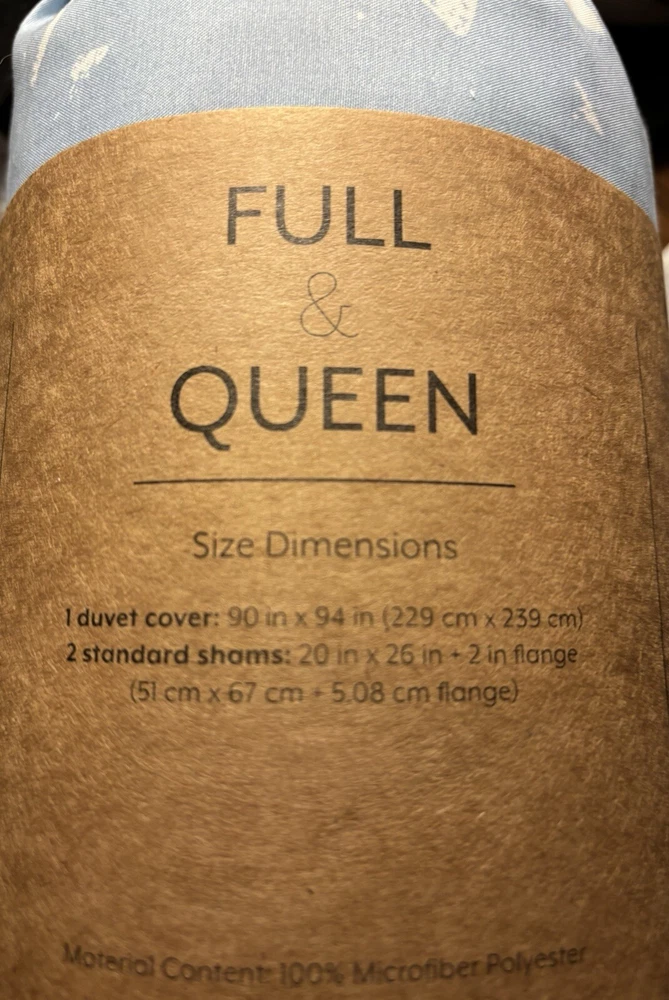 FULL
&
QUEEN
Size Dimensions
1 duvet cover: 90 in x 94 in (229 cm x 239 cm)
2 standard shams: 20 in x 26 in + 2 in flange
(51 cm x 67 cm + 5.08 cm flange)
Material Content: 100% Microfiber Polyester